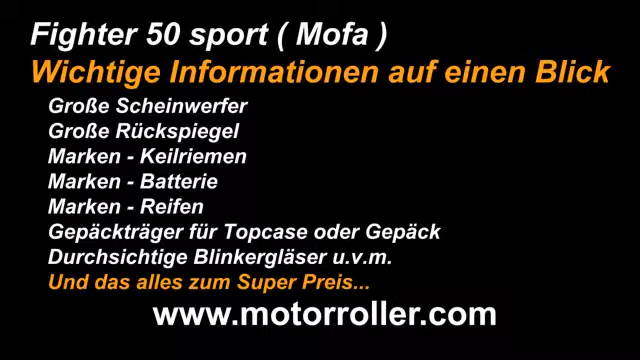 Fighter 50 sport ( Mofa )
Wichtige Informationen auf einen Blick
Große Scheinwerfer
Große Rückspiegel
Marken - Keilriemen
Marken - Batterie
Marken - Reifen
Gepäckträger für Topcase oder Gepäck
Durchsichtige Blinkergläser u.v.m.
Und das alles zum Super Preis...
www.motorroller.com